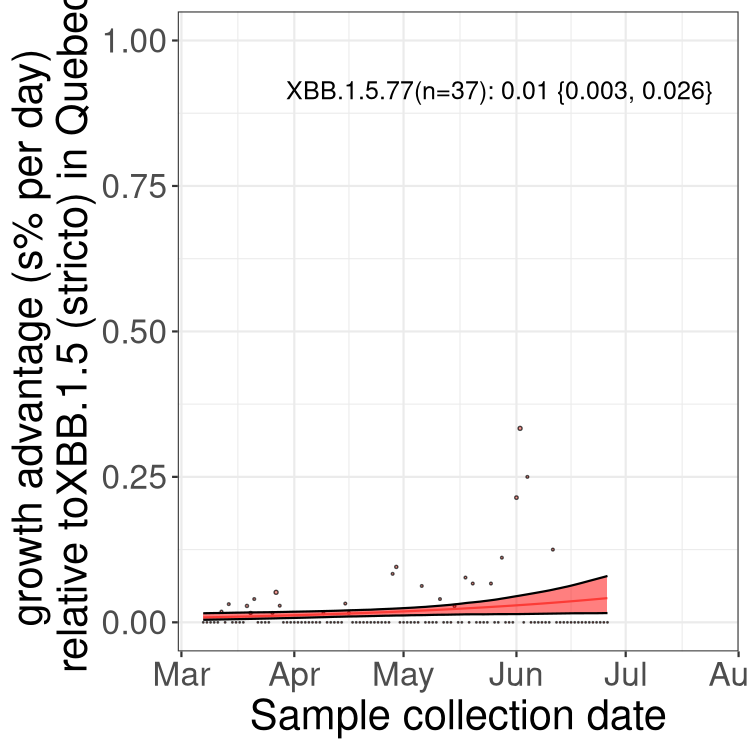 growth advantage (s% per day)
relative toXBB.1.5 (stricto) in Quebec
1.00
0.75
0.50
0.25
0.00
XBB.1.5.77(n=37): 0.01 {0.003, 0.026}
Mar Apr May Jun Jul Au
Sample collection date